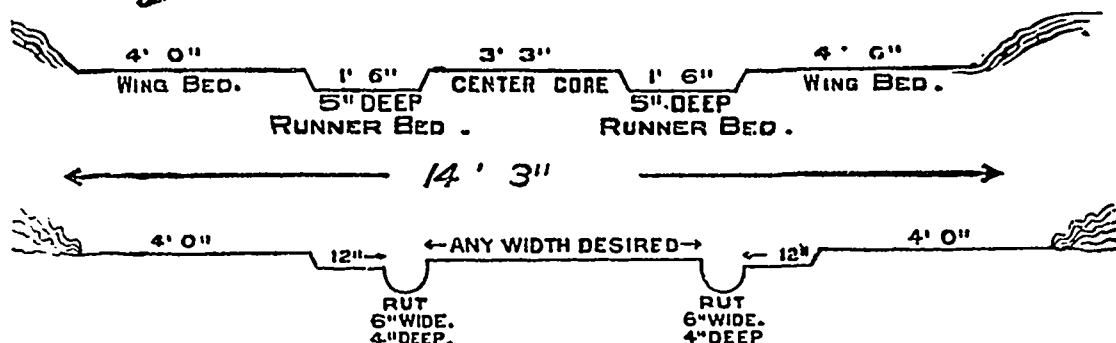 4' 0"
1' 6"
3' 3"
1' 6"
4' 6"
WING BED.
5" DEEP
CENTER CORE
5" DEEP
WING BED.
RUNNER BED.
RUNNER BED.
14' 3"
4' 0"
12"
ANY WIDTH DESIRED
12"
4' 0"
RUT
6" WIDE.
4" DEEP.
RUT
6" WIDE.
4" DEEP